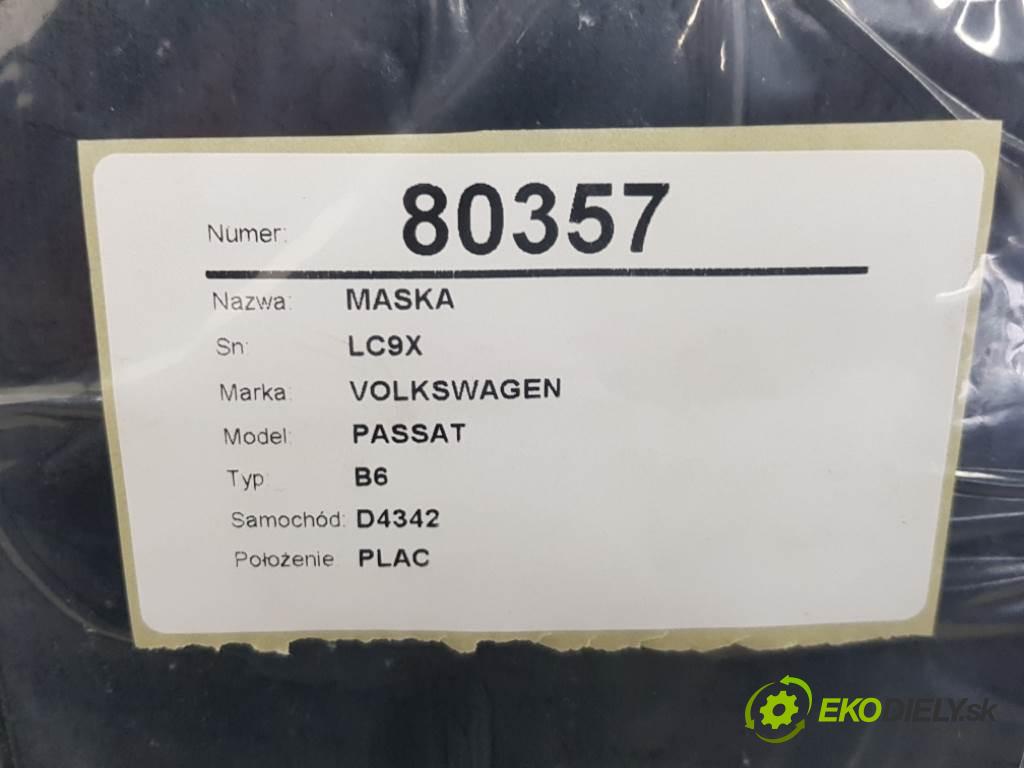 Numer: 80357
Nazwa: MASKA
Sn: LC9X
Marka: VOLKSWAGEN
Model: PASSAT
Typ: B6
Samochód: D4342
Położenie: PLAC
EKODIELY.sk